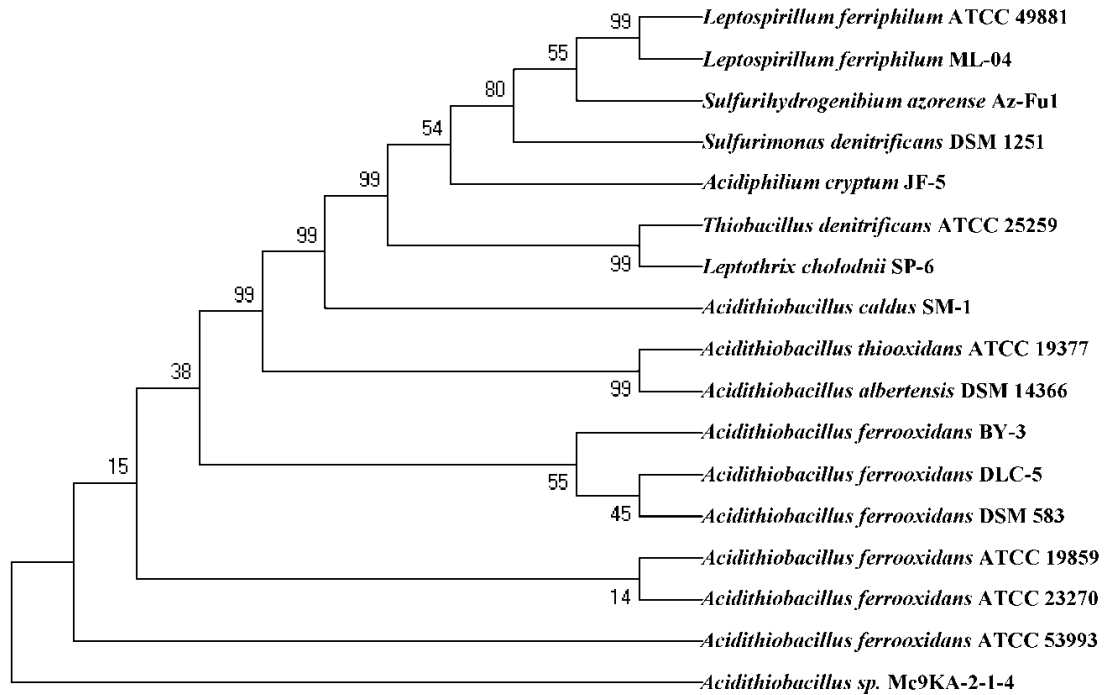 99
Leptospirillum ferriphilum ATCC 49881
55
Leptospirillum ferriphilum ML-04
80
Sulfurihydrogenibium azorense Az-Fu1
54
Sulfurimonas denitrificans DSM 1251
99
Acidiphilium cryptum JF-5
99
Thiobacillus denitrificans ATCC 25259
99
Leptothrix cholodnii SP-6
99
Acidithiobacillus caldus SM-1
38
Acidithiobacillus thiooxidans ATCC 19377
99
Acidithiobacillus albertensis DSM 14366
15
Acidithiobacillus ferrooxidans BY-3
55
Acidithiobacillus ferrooxidans DLC-5
45
Acidithiobacillus ferrooxidans DSM 583
Acidithiobacillus ferrooxidans ATCC 19859
14
Acidithiobacillus ferrooxidans ATCC 23270
Acidithiobacillus ferrooxidans ATCC 53993
Acidithiobacillus sp. Mc9KA-2-1-4